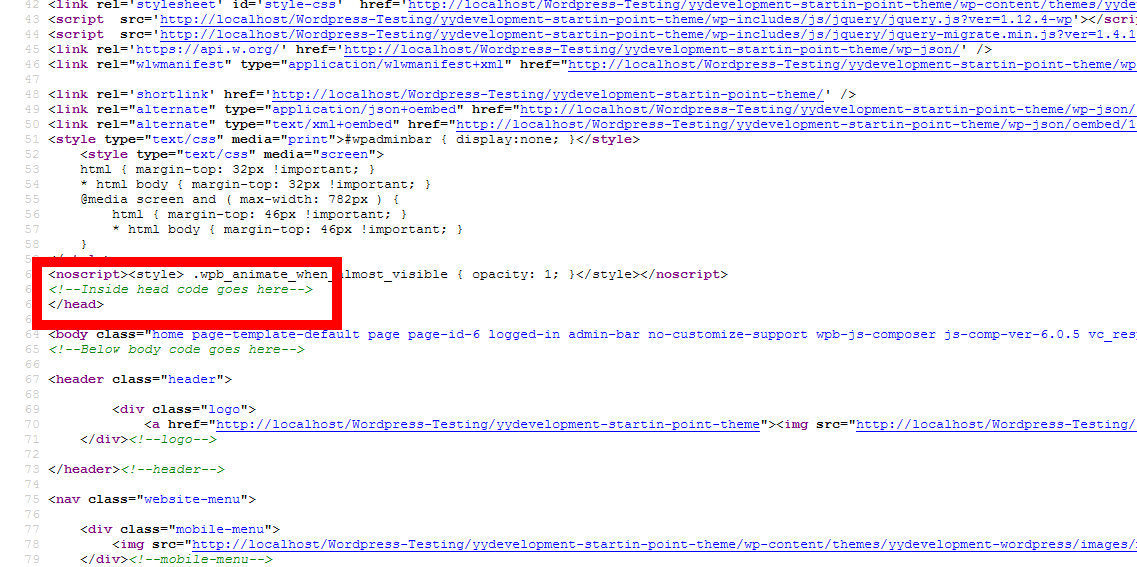 42 <link rel='stylesheet' id='style-css'  href='http://localhost/Wordpress-Testing/yydevelopment-startin-point-theme/wp-content/themes/yyde
43 <script  src='http://localhost/Wordpress-Testing/yydevelopment-startin-point-theme/wp-includes/js/jquery/jquery.js?ver=1.12.4-wp'></scri
44 <script  src='http://localhost/Wordpress-Testing/yydevelopment-startin-point-theme/wp-includes/js/jquery/jquery-migrate.min.js?ver=1.4.1
45 <link rel='https://api.w.org/' href='http://localhost/Wordpress-Testing/yydevelopment-startin-point-theme/wp-json/' />
46 <link rel="wlwmanifest" type="application/wlwmanifest+xml" href="http://localhost/Wordpress-Testing/yydevelopment-startin-point-theme/wp
47
48 <link rel='shortlink' href='http://localhost/Wordpress-Testing/yydevelopment-startin-point-theme/' />
49 <link rel="alternate" type="application/json+oembed" href="http://localhost/Wordpress-Testing/yydevelopment-startin-point-theme/wp-json/
50 <link rel="alternate" type="text/xml+oembed" href="http://localhost/Wordpress-Testing/yydevelopment-startin-point-theme/wp-json/oembed/1
51 <style type="text/css" media="print">#wpadminbar { display:none; }</style>
52     <style type="text/css" media="screen">
53     html { margin-top: 32px !important; }
54     * html body { margin-top: 32px !important; }
55     @media screen and ( max-width: 782px ) {
56         html { margin-top: 46px !important; }
57         * html body { margin-top: 46px !important; }
58     }
<noscript><style> .wpb_animate_when_almost_visible { opacity: 1; }</style></noscript>
<!--Inside head code goes here-->
</head>
64 <body class="home page-template-default page page-id-6 logged-in admin-bar no-customize-support wpb-js-composer js-comp-ver-6.0.5 vc_resp
65 <!--Below body code goes here-->
66
67 <header class="header">
68
69         <div class="logo">
70             <a href="http://localhost/Wordpress-Testing/yydevelopment-startin-point-theme"><img src="http://localhost/Wordpress-Testing/
71     </div><!--logo-->
72
73 </header><!--header-->
74
75 <nav class="website-menu">
76
77     <div class="mobile-menu">
78         <img src="http://localhost/Wordpress-Testing/yydevelopment-startin-point-theme/wp-content/themes/yydevelopment-wordpress/images/
79     </div><!--mobile-menu-->